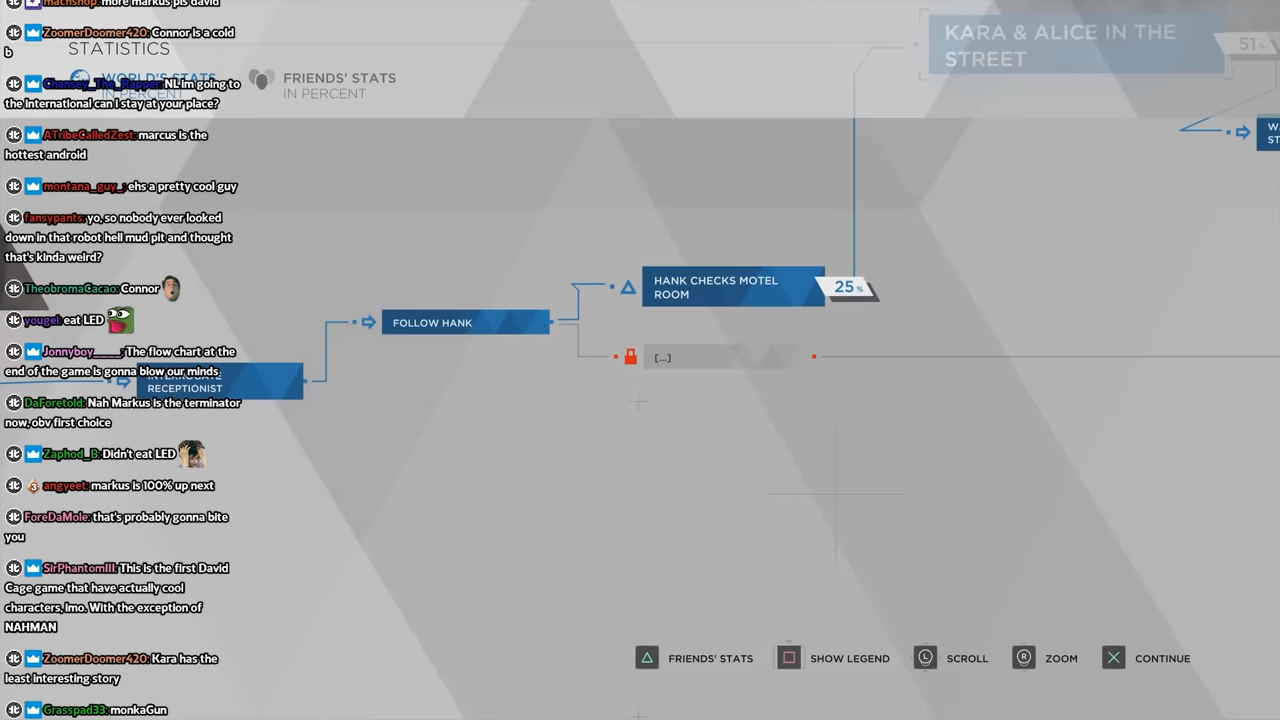 machshop: more markus pls david
ZoomerDoomer420: Connor is a cold
b
Chansey_The_Rapper: NL im going to
the International can I stay at your place?
ATribeCalledZest: marcus is the
hottest android
montana_guy_: ehs a pretty cool guy
fansypants: yo, so nobody ever looked
down in that robot hell mud pit and thought
that's kinda weird?
TheobromaCacao: Connor
yougel: eat LED
Jonnyboy____: The flow chart at the
end of the game is gonna blow our minds
DaForetold: Nah Markus is the terminator
now, obv first choice
Zaphod_B: Didn't eat LED
angyeet: markus is 100% up next
ForeDaMole: that's probably gonna bite
you
SirPhantomIII: This is the first David
Cage game that have actually cool
characters, imo. With the exception of
NAHMAN
ZoomerDoomer420: Kara has the
least interesting story
Grasspad33: monkaGun
STATISTICS
WORLD'S STATS
IN PERCENT
FRIENDS' STATS
IN PERCENT
KARA & ALICE IN THE
STREET
51%
W
ST
HANK CHECKS MOTEL
ROOM
25%
FOLLOW HANK
[...]
INTERROGATE
RECEPTIONIST
FRIENDS' STATS
SHOW LEGEND
L
SCROLL
R
ZOOM
CONTINUE